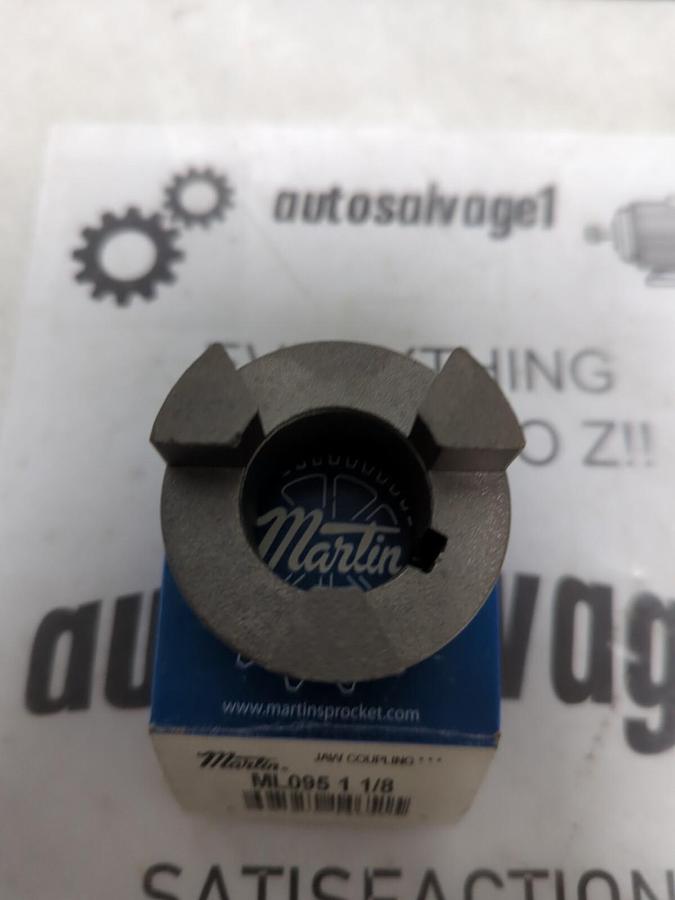 autosalvage1
THING
O Z!!
Martin
www.martinsprocket.com
Martin JAW COUPLING ***
ML095 1 1/8
SATISFACTION